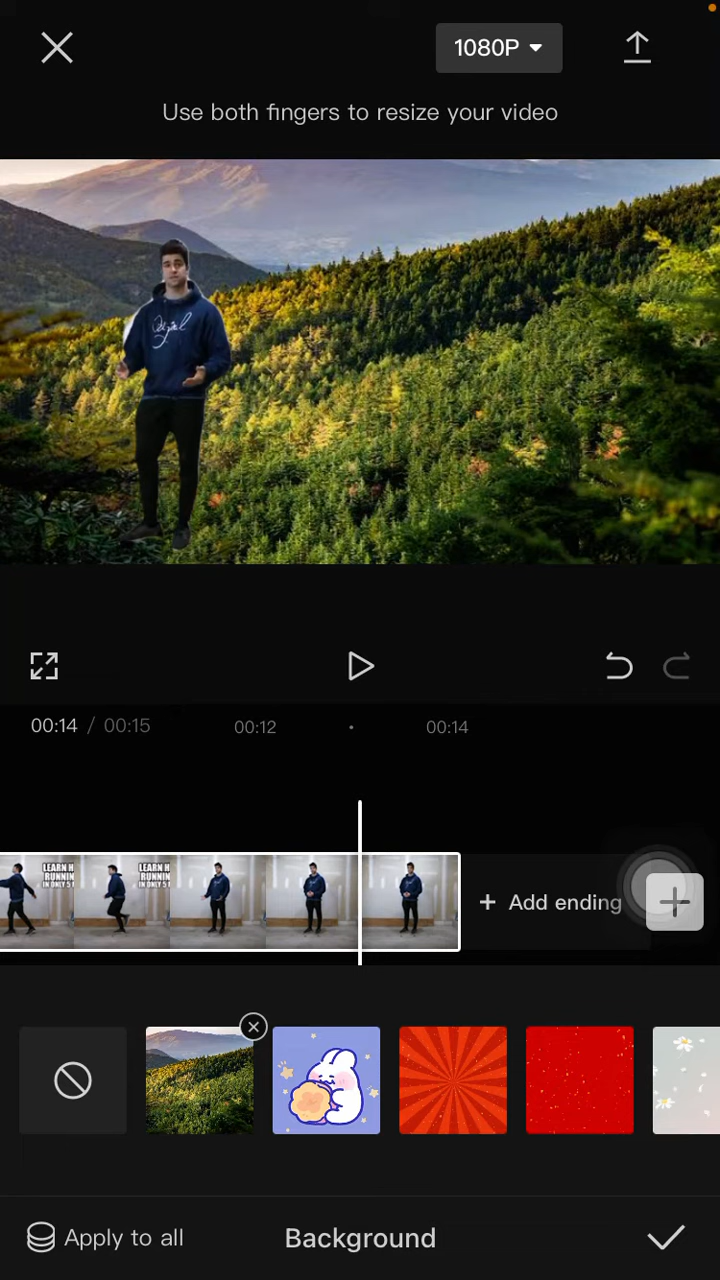 1080P
Use both fingers to resize your video
00:14 / 00:15 00:12 00:14
LEARN H
RUNNIN
IN ONLY 5
LEARN H
RUNNIN
IN ONLY 5
+ Add ending
Apply to all Background